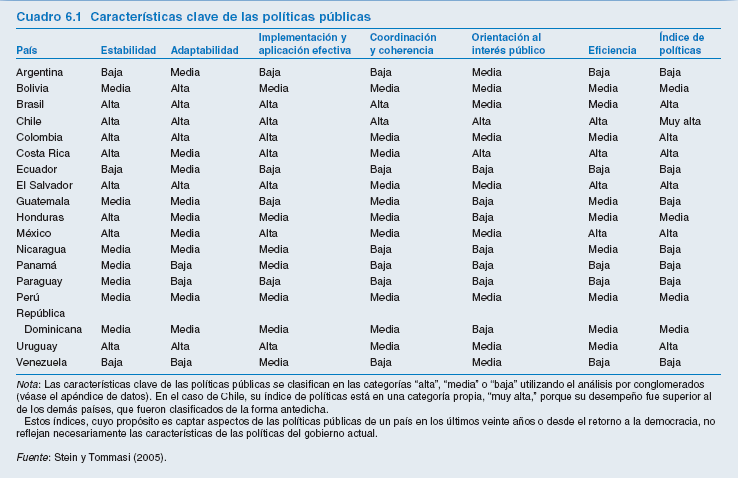 Cuadro 6.1 Características clave de las políticas públicas
Implementación y Coordinación Orientación al Índice de
País Estabilidad Adaptabilidad aplicación efectiva y coherencia interés público Eficiencia políticas
Argentina Baja Media Baja Baja Media Baja Baja
Bolivia Media Alta Media Media Media Media Media
Brasil Alta Alta Alta Alta Media Media Alta
Chile Alta Alta Alta Alta Alta Alta Muy alta
Colombia Alta Alta Alta Media Media Media Alta
Costa Rica Alta Media Alta Media Alta Alta Alta
Ecuador Baja Media Baja Baja Baja Baja Baja
El Salvador Alta Alta Alta Media Media Alta Alta
Guatemala Media Media Baja Media Baja Media Baja
Honduras Alta Media Media Media Baja Media Media
México Alta Media Alta Media Media Alta Alta
Nicaragua Media Media Media Baja Baja Media Baja
Panamá Media Baja Media Baja Baja Baja Baja
Paraguay Media Baja Baja Baja Baja Baja Baja
Perú Media Media Media Media Media Media Media
República
Dominicana Media Media Media Media Baja Media Media
Uruguay Alta Alta Alta Media Media Media Alta
Venezuela Baja Baja Media Baja Media Baja Baja
Nota: Las características clave de las políticas públicas se clasifican en las categorías “alta”, “media” o “baja” utilizando el análisis por conglomerados
(véase el apéndice de datos). En el caso de Chile, su índice de políticas está en una categoría propia, “muy alta,” porque su desempeño fue superior al
de los demás países, que fueron clasificados de la forma antedicha.
Estos índices, cuyo propósito es captar aspectos de las políticas públicas de un país en los últimos veinte años o desde el retorno a la democracia, no
reflejan necesariamente las características de las políticas del gobierno actual.
Fuente: Stein y Tommasi (2005).